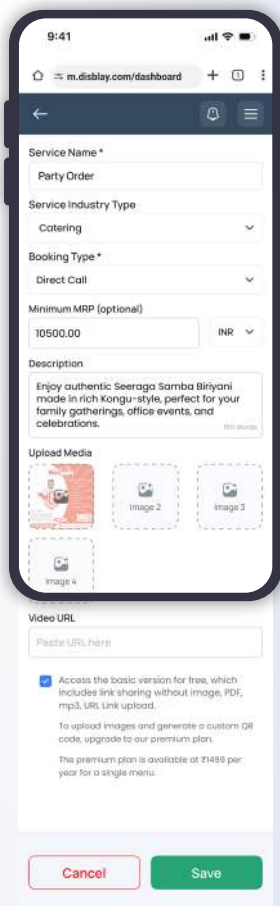 9:41
m.disblay.com/dashboard
1
Service Name *
Party Order
Service Industry Type
Catering
Booking Type *
Direct Call
Minimum MRP (optional)
10500.00
INR
Description
Enjoy authentic Seeraga Samba Biriyani
made in rich Kongu-style, perfect for your
family gatherings, office events, and
celebrations.
150 words
Upload Media
Image 2
Image 3
Image 4
Video URL
Paste URL here
Access the basic version for free, which
includes link sharing without image, PDF,
mp3, URL Link upload.
To upload images and generate a custom QR
code, upgrade to our premium plan.
The premium plan is available at ₹1499 per
year for a single menu.
Cancel
Save